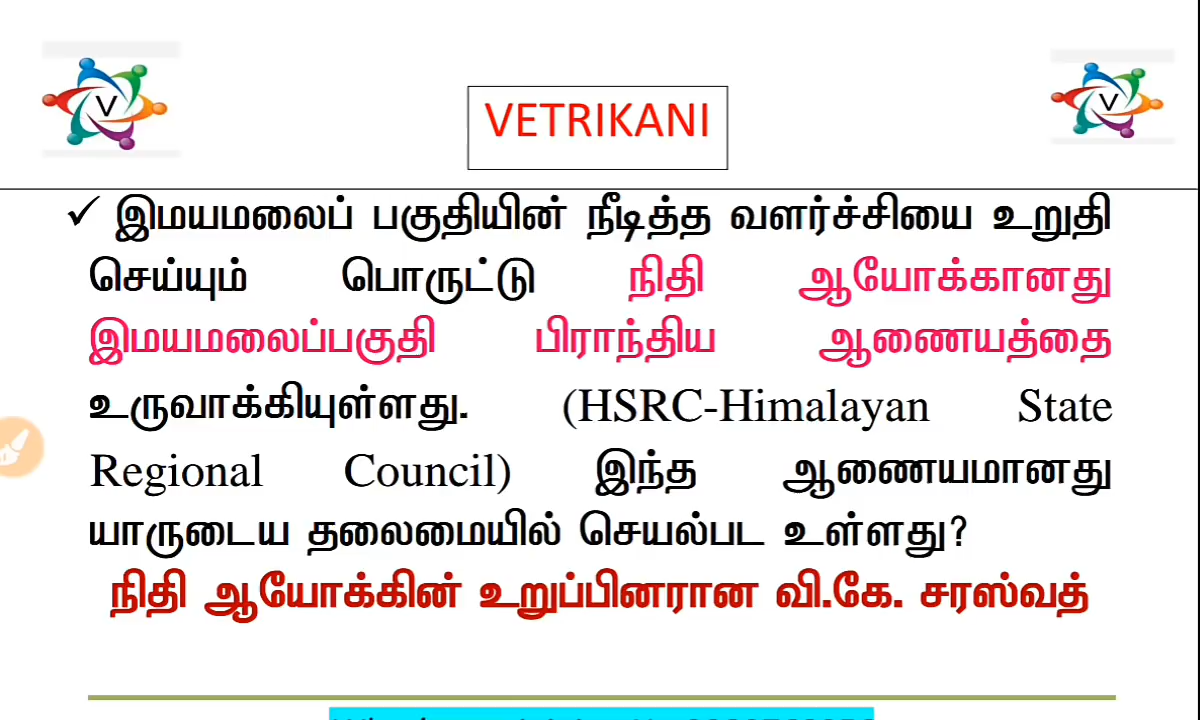 V
V
VETRIKANI
✓ இமயமலைப் பகுதியின் நீடித்த வளர்ச்சியை உறுதி
செய்யும் பொருட்டு நிதி ஆயோக்கானது
இமயமலைப்பகுதி பிராந்திய ஆணையத்தை
உருவாக்கியுள்ளது. (HSRC-Himalayan State
Regional Council) இந்த ஆணையமானது
யாருடைய தலைமையில் செயல்பட உள்ளது?
நிதி ஆயோக்கின் உறுப்பினரான வி.கே. சரஸ்வத்